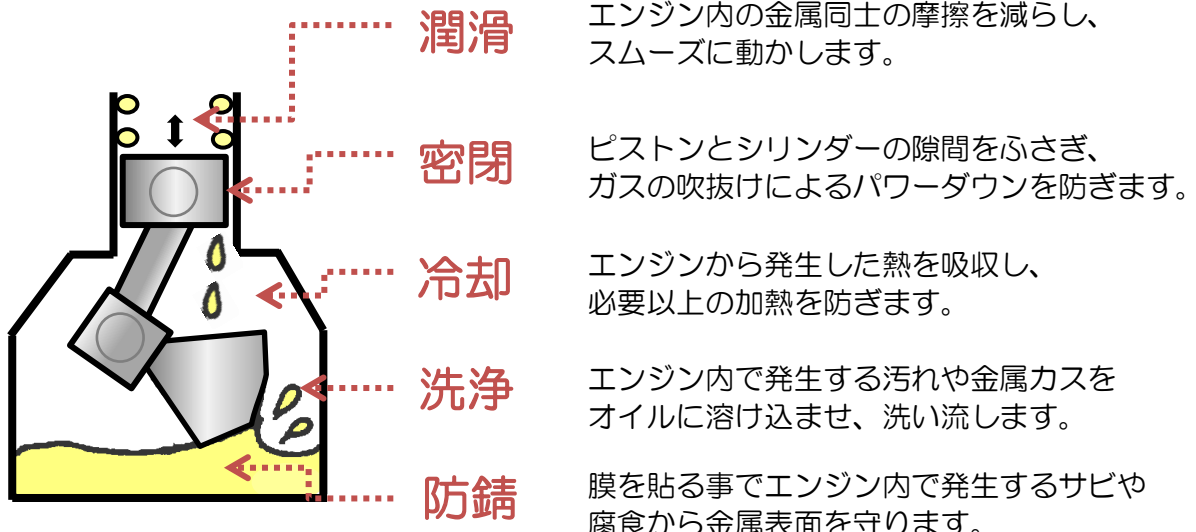 潤滑
エンジン内の金属同士の摩擦を減らし、
スムーズに動かします。
密閉
ピストンとシリンダーの隙間をふさぎ、
ガスの吹抜けによるパワーダウンを防ぎます。
冷却
エンジンから発生した熱を吸収し、
必要以上の加熱を防ぎます。
洗浄
エンジン内で発生する汚れや金属カスを
オイルに溶け込ませ、洗い流します。
防錆
膜を貼る事でエンジン内で発生するサビや
腐食から金属表面を守ります。